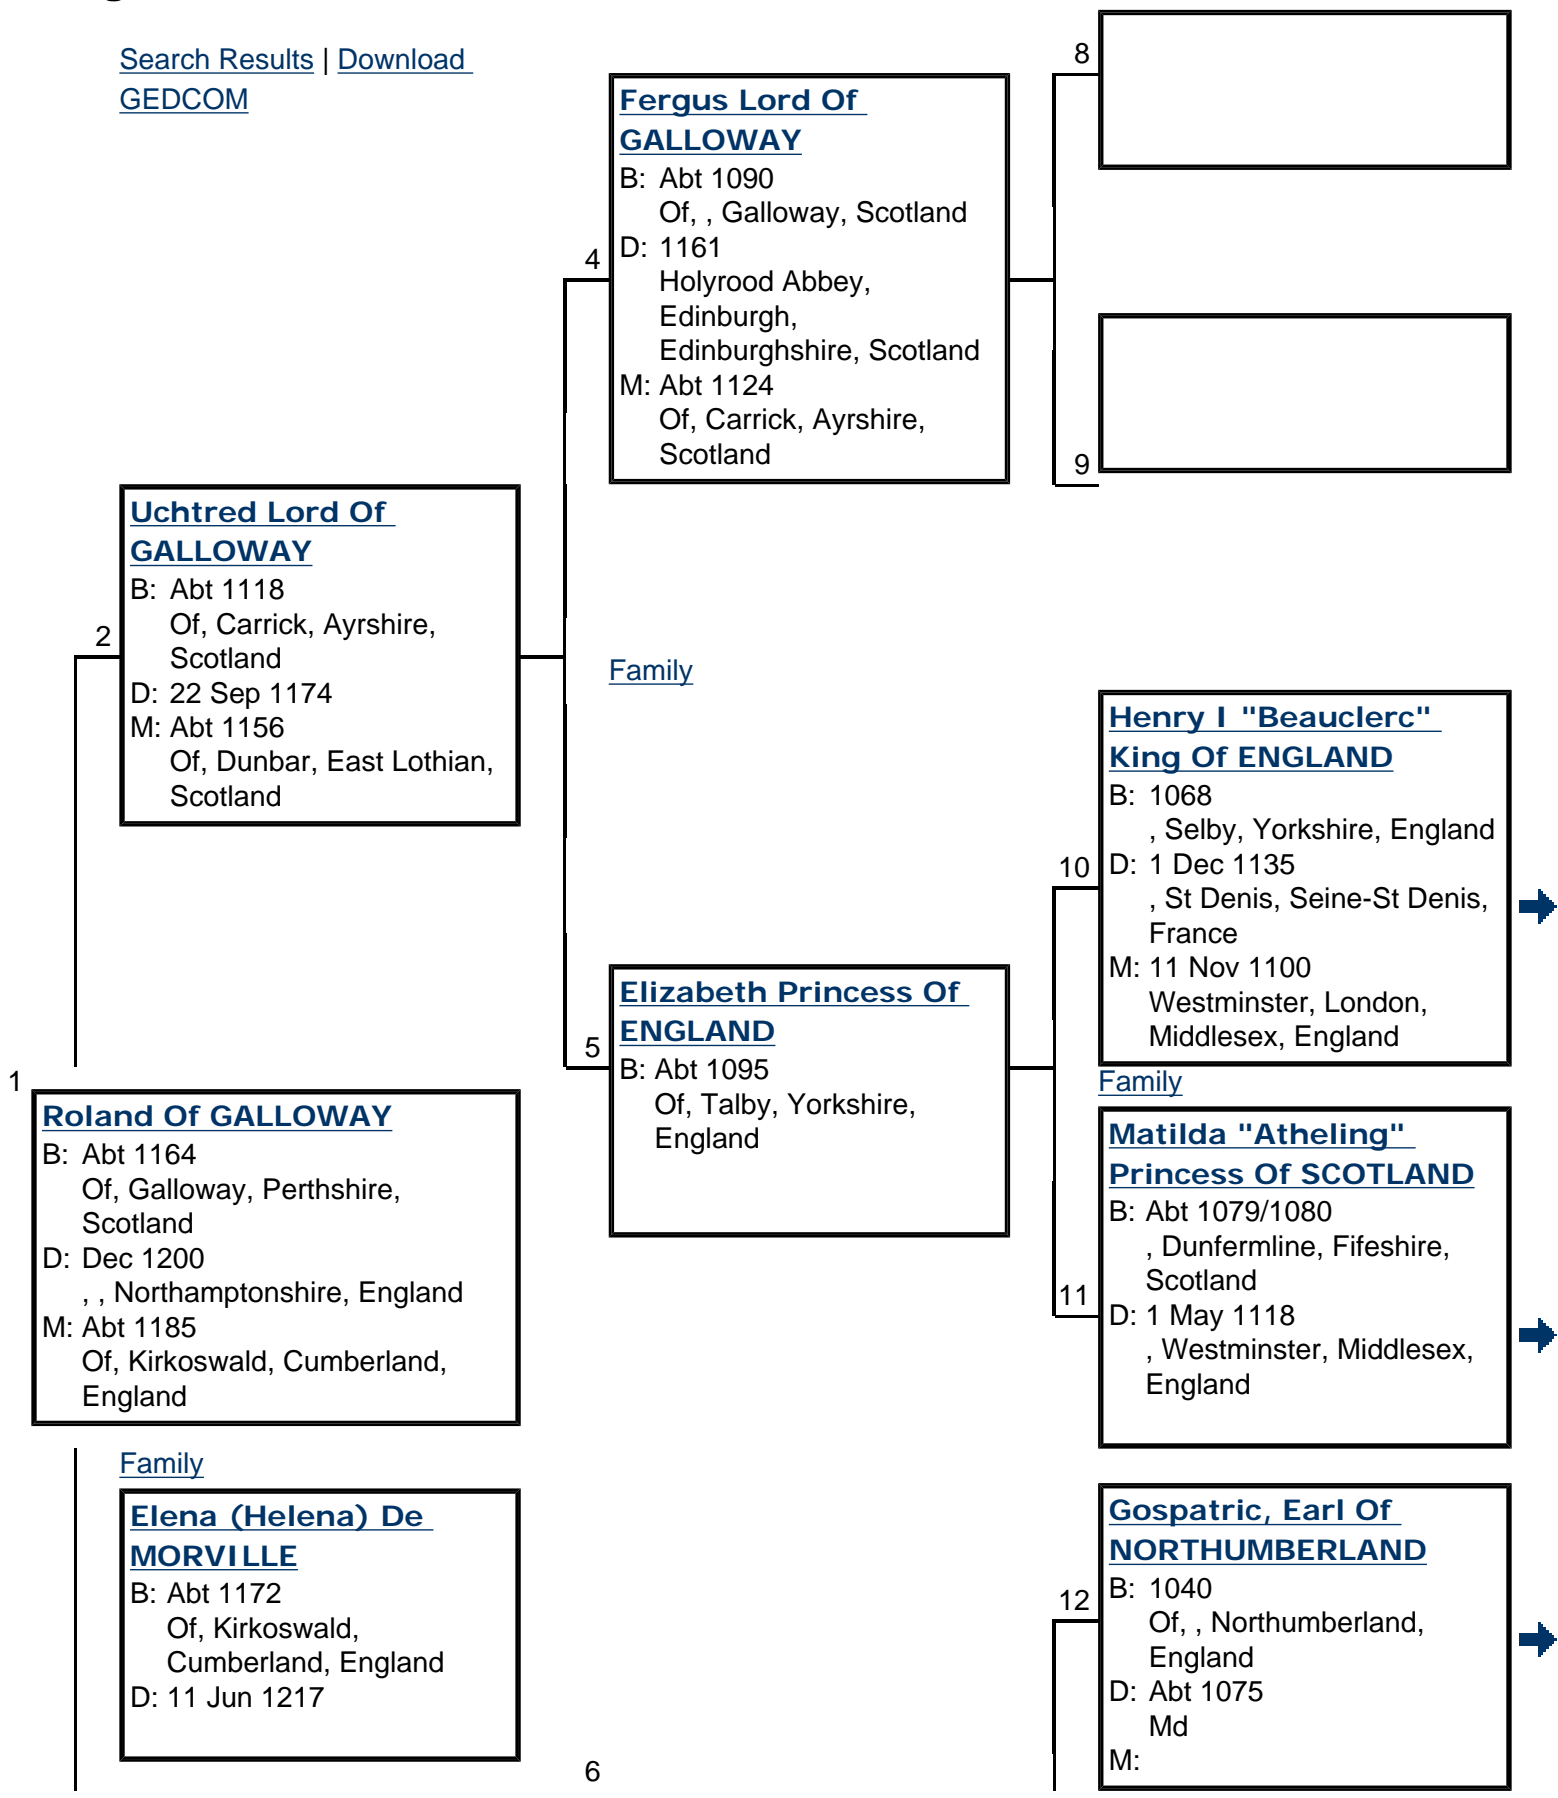 Search Results | Download
GEDCOM
8
Fergus Lord Of
GALLOWAY
B: Abt 1090
Of, , Galloway, Scotland
D: 1161
Holyrood Abbey,
Edinburgh,
Edinburghshire, Scotland
M: Abt 1124
Of, Carrick, Ayrshire,
Scotland
4
9
Uchtred Lord Of
GALLOWAY
B: Abt 1118
Of, Carrick, Ayrshire,
Scotland
D: 22 Sep 1174
M: Abt 1156
Of, Dunbar, East Lothian,
Scotland
2
Family
Henry I "Beauclerc"
King Of ENGLAND
B: 1068
, Selby, Yorkshire, England
D: 1 Dec 1135
, St Denis, Seine-St Denis,
France
M: 11 Nov 1100
Westminster, London,
Middlesex, England
10
Elizabeth Princess Of
ENGLAND
B: Abt 1095
Of, Talby, Yorkshire,
England
5
Family
1
Roland Of GALLOWAY
B: Abt 1164
Of, Galloway, Perthshire,
Scotland
D: Dec 1200
, , Northamptonshire, England
M: Abt 1185
Of, Kirkoswald, Cumberland,
England
Matilda "Atheling"
Princess Of SCOTLAND
B: Abt 1079/1080
, Dunfermline, Fifeshire,
Scotland
D: 1 May 1118
, Westminster, Middlesex,
England
11
Family
Elena (Helena) De
MORVILLE
B: Abt 1172
Of, Kirkoswald,
Cumberland, England
D: 11 Jun 1217
Gospatric, Earl Of
NORTHUMBERLAND
B: 1040
Of, , Northumberland,
England
D: Abt 1075
Md
M:
12
6